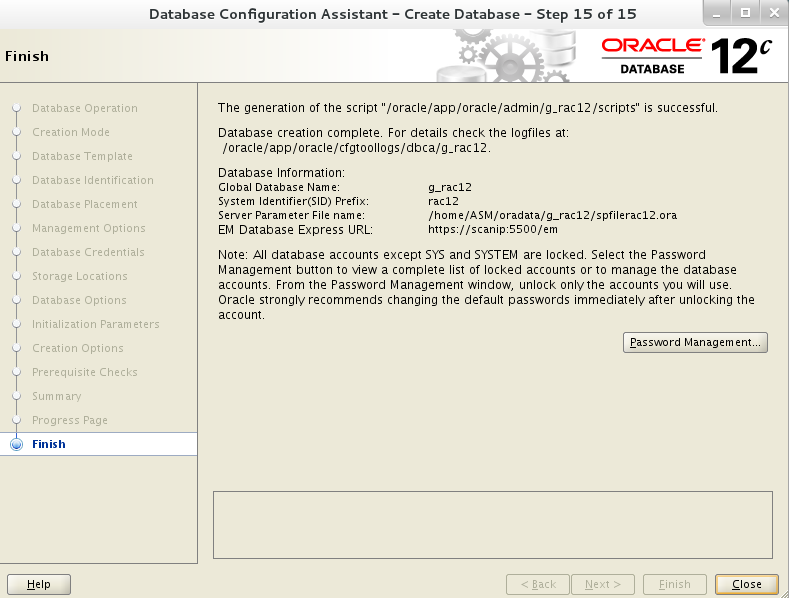 Database Configuration Assistant - Create Database - Step 15 of 15
Finish
ORACLE
DATABASE
12c
Database Operation
Creation Mode
Database Template
Database Identification
Database Placement
Management Options
Database Credentials
Storage Locations
Database Options
Initialization Parameters
Creation Options
Prerequisite Checks
Summary
Progress Page
Finish
The generation of the script "/oracle/app/oracle/admin/g_rac12/scripts" is successful.
Database creation complete. For details check the logfiles at:
/oracle/app/oracle/cfgtoollogs/dbca/g_rac12.
Database Information:
Global Database Name: g_rac12
System Identifier(SID) Prefix: rac12
Server Parameter File name: /home/ASM/oradata/g_rac12/spfilerac12.ora
EM Database Express URL: https://scanip:5500/em
Note: All database accounts except SYS and SYSTEM are locked. Select the Password
Management button to view a complete list of locked accounts or to manage the database
accounts. From the Password Management window, unlock only the accounts you will use.
Oracle strongly recommends changing the default passwords immediately after unlocking the
account.
Password Management...
Help
< Back
Next >
Finish
Close